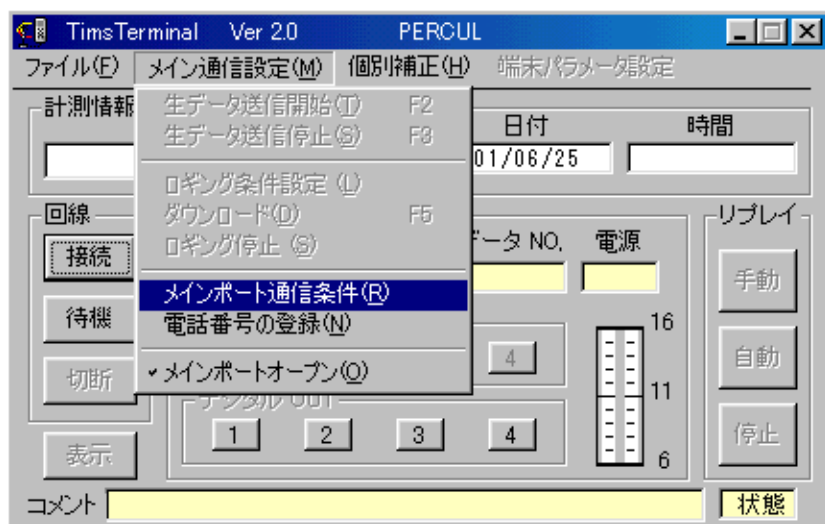 TimsTerminal Ver 2.0 PERCUL
ファイル(F) メイン通信設定(M) 個別補正(H) 端末パラメータ設定
計測情報
生データ送信開始(T) F2
生データ送信停止(S) F3
ロギング条件設定 (L)
ダウンロード(D) F5
ロギング停止 (S)
メインポート通信条件(R)
電話番号の登録(N)
✓メインポートオープン(O)
日付 時間
01/06/25
回線
接続
待機
切断
表示
データ NO. 電源
4
デジタル OUT
1 2 3 4
16
11
6
リプレイ
手動
自動
停止
コメント 状態